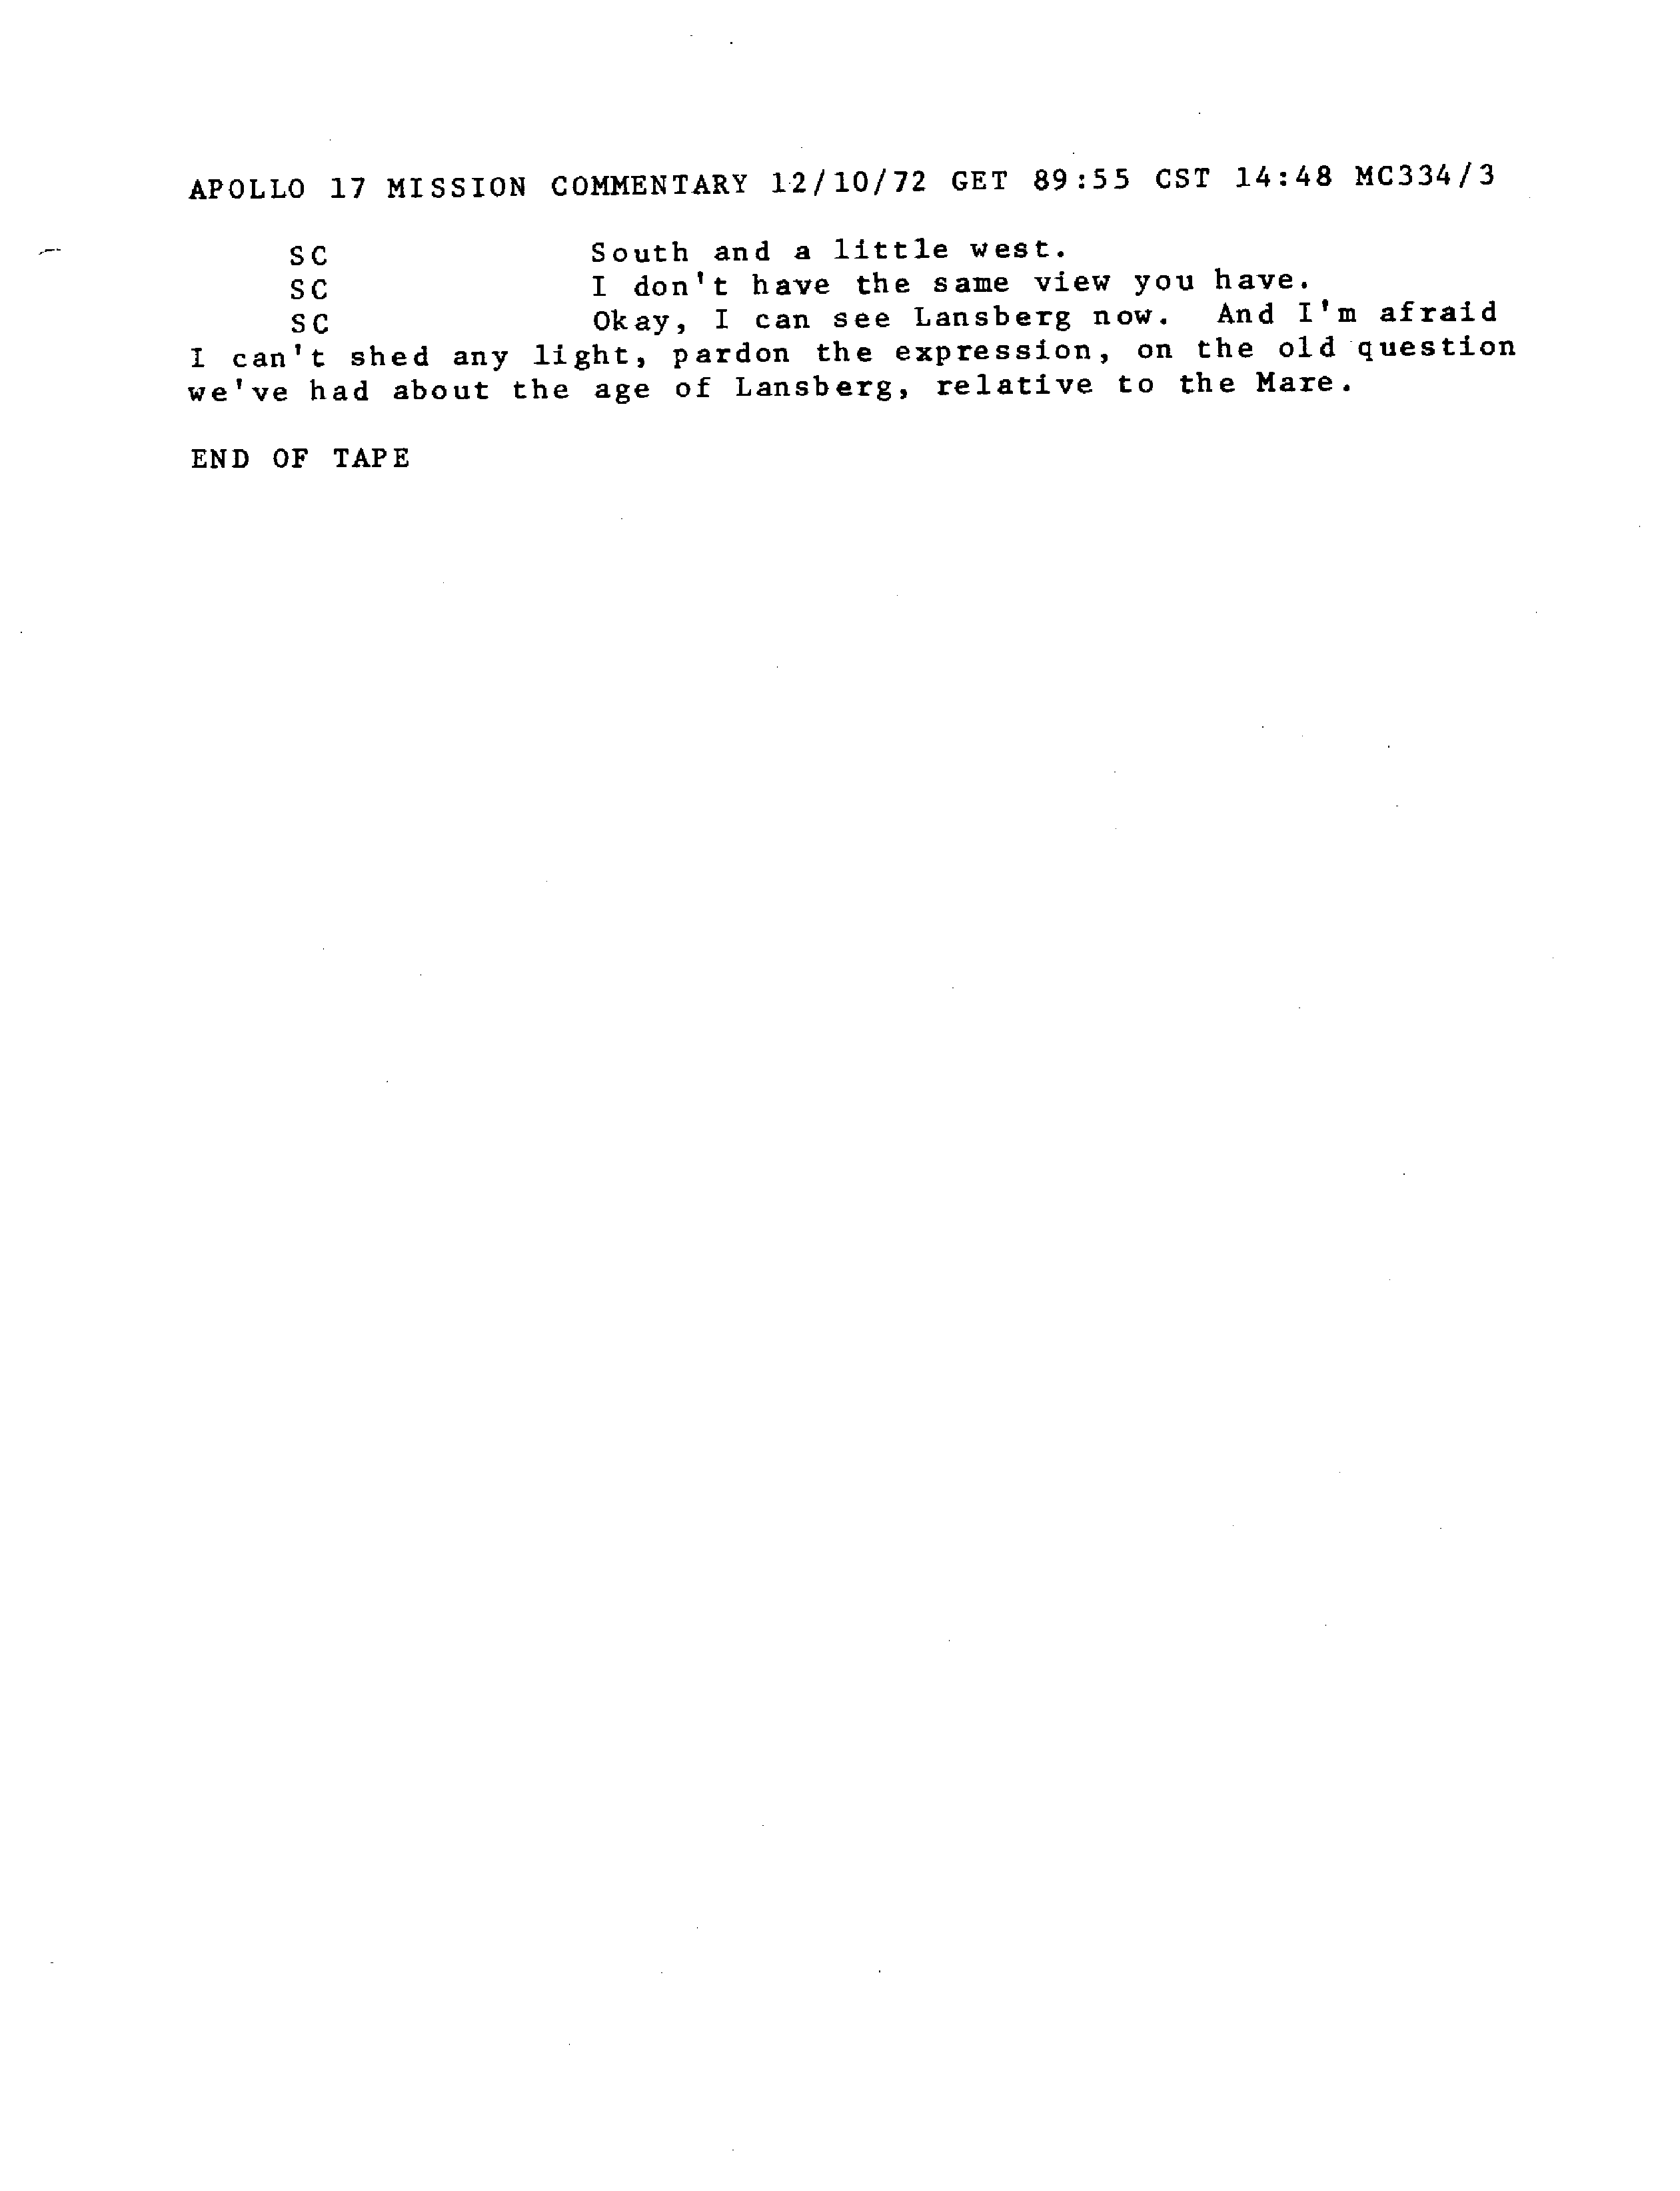 APOLLO 17 MISSION COMMENTARY 12/10/72 GET 89:55 CST 14:48 MC334/3
SC South and a little west.
SC I don't have the same view you have.
SC Okay, I can see Lansberg now. And I'm afraid
I can't shed any light, pardon the expression, on the old question
we've had about the age of Lansberg, relative to the Mare.
END OF TAPE